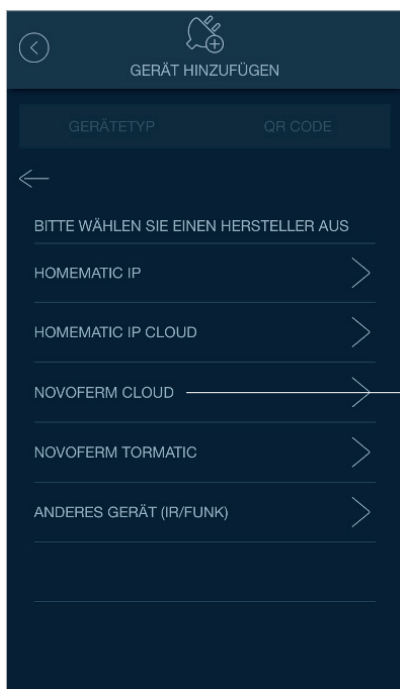 GERÄT HINZUFÜGEN
GERÄTETYP QR CODE
BITTE WÄHLEN SIE EINEN HERSTELLER AUS
HOMEMATIC IP
HOMEMATIC IP CLOUD
NOVOFERM CLOUD
NOVOFERM TORMATIC
ANDERES GERÄT (IR/FUNK)